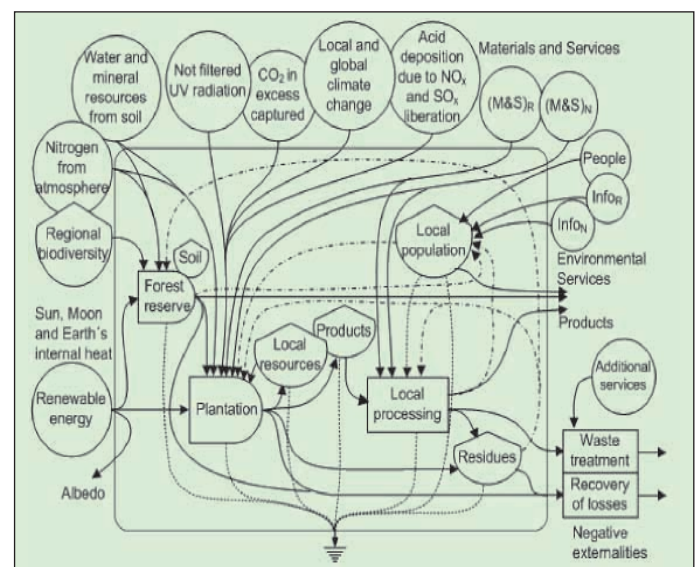 Water and
mineral
resources
from soil
Not filtered
UV radiation
CO₂ in
excess
captured
Local and
global
climate
change
Acid
deposition
due to NOₓ
and SOₓ
liberation
Materials and Services
(M&S)R
(M&S)N
Nitrogen
from
atmosphere
People
InfoR
InfoN
Regional
biodiversity
Soil
Local
population
Forest
reserve
Environmental
Services
Products
Sun, Moon
and Earth´s
internal heat
Local
resources
Products
Renewable
energy
Plantation
Local
processing
Additional
services
Albedo
Residues
Waste
treatment
Recovery
of losses
Negative
externalities